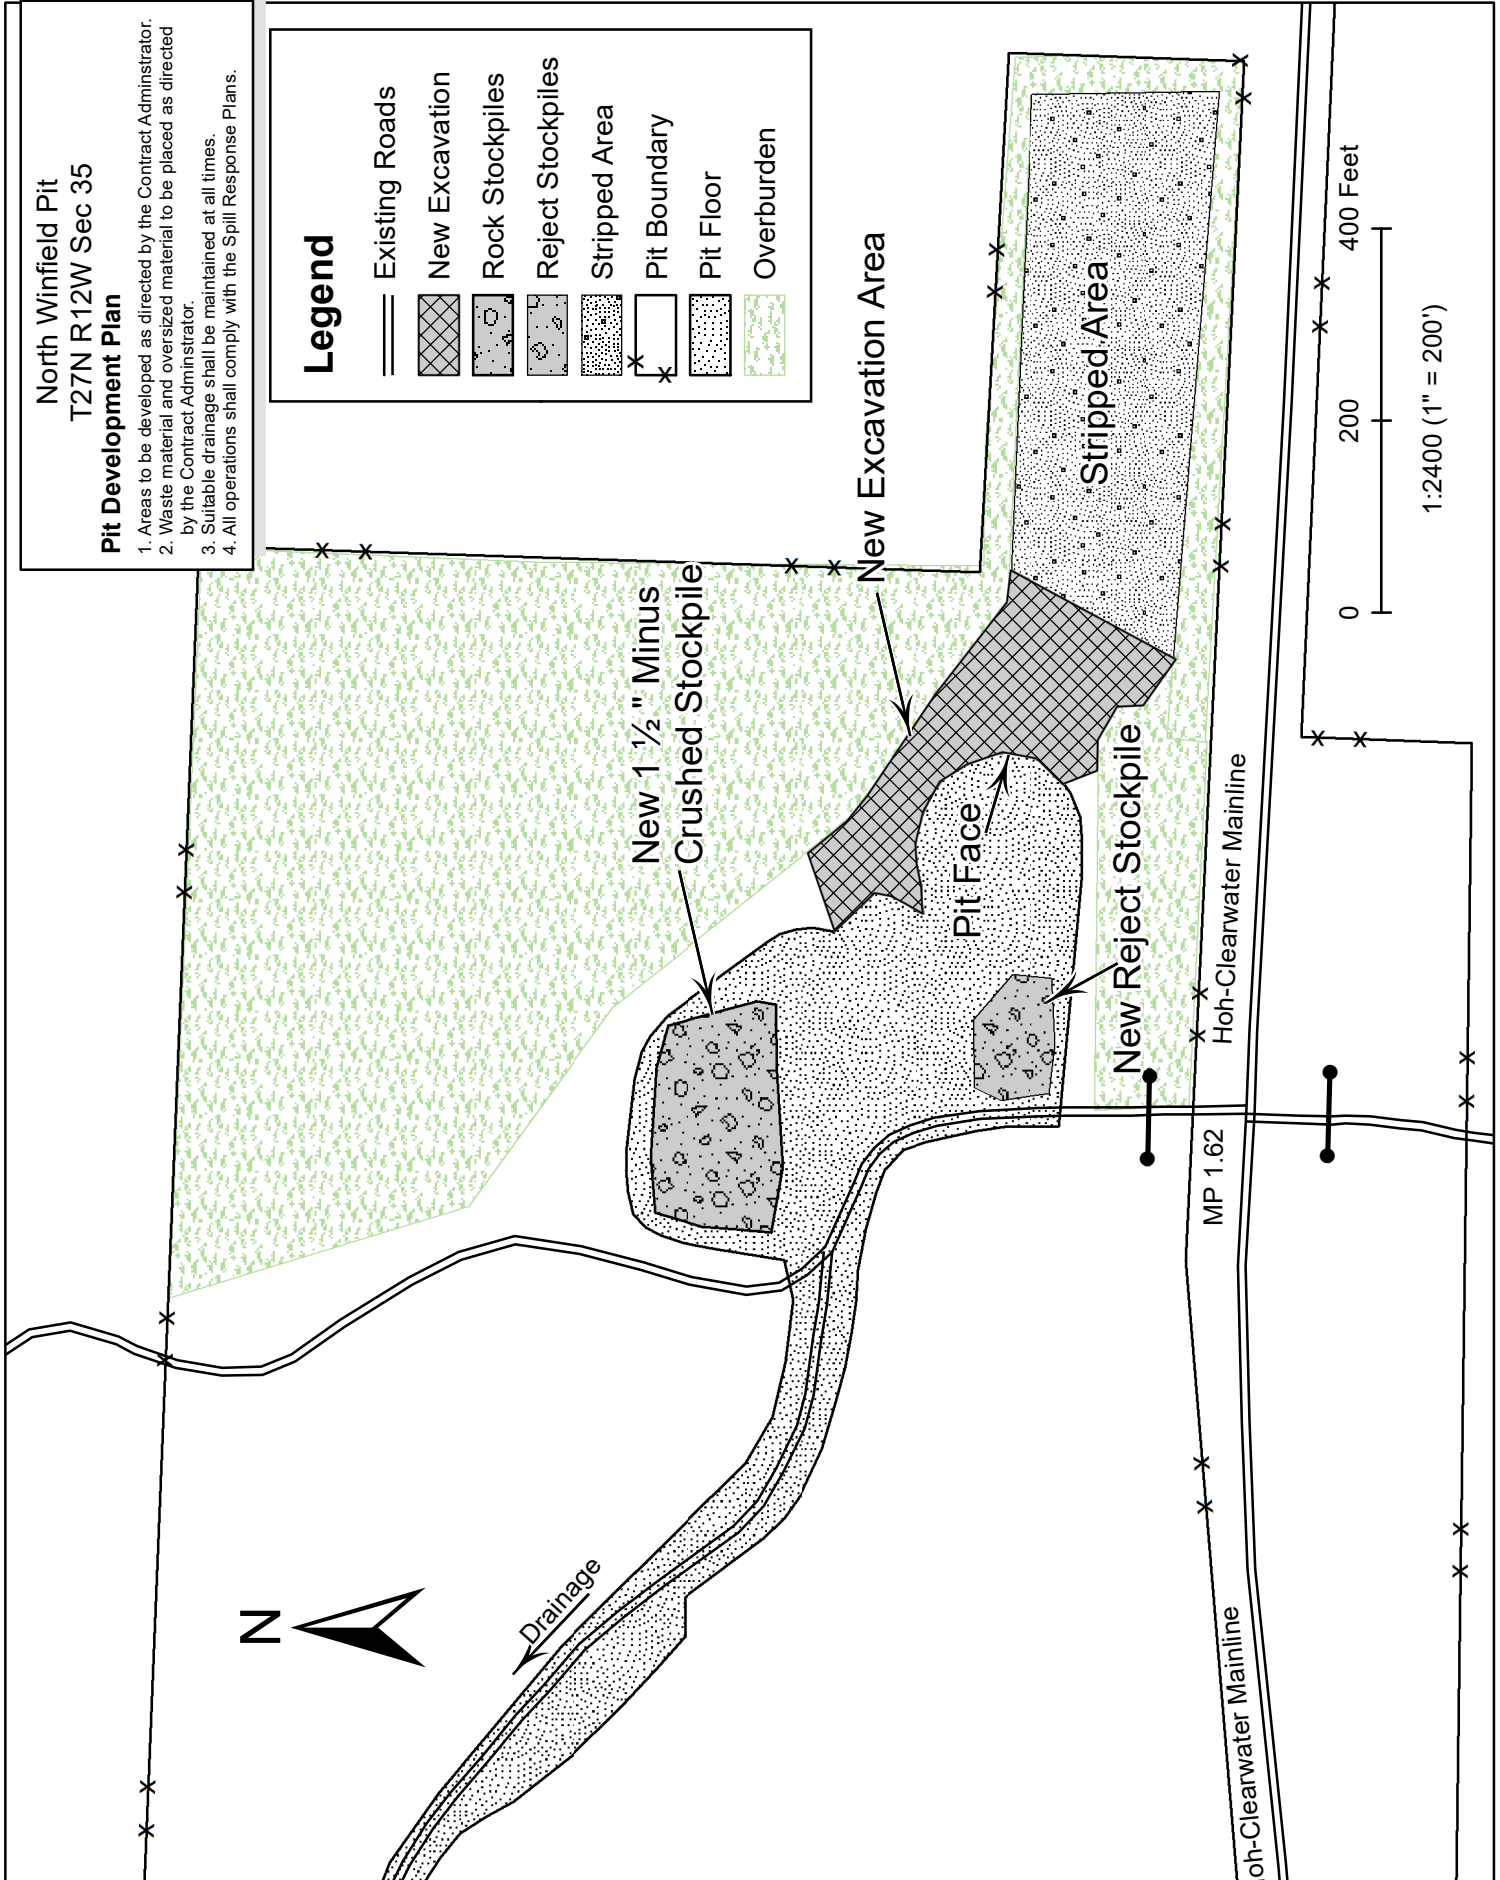 North Winfield Pit
T27N R12W Sec 35
Pit Development Plan
1. Areas to be developed as directed by the Contract Adminstrator.
2. Waste material and oversized material to be placed as directed
by the Contract Adminstrator.
3. Suitable drainage shall be maintained at all times.
4. All operations shall comply with the Spill Response Plans.
Legend
Existing Roads
New Excavation
Rock Stockpiles
Reject Stockpiles
Stripped Area
Pit Boundary
Pit Floor
Overburden
N
Drainage
New 1 ½" Minus
Crushed Stockpile
New Excavation Area
Pit Face
Stripped Area
New Reject Stockpile
MP 1.62
Hoh-Clearwater Mainline
oh-Clearwater Mainline
0 200 400 Feet
1:2400 (1" = 200')